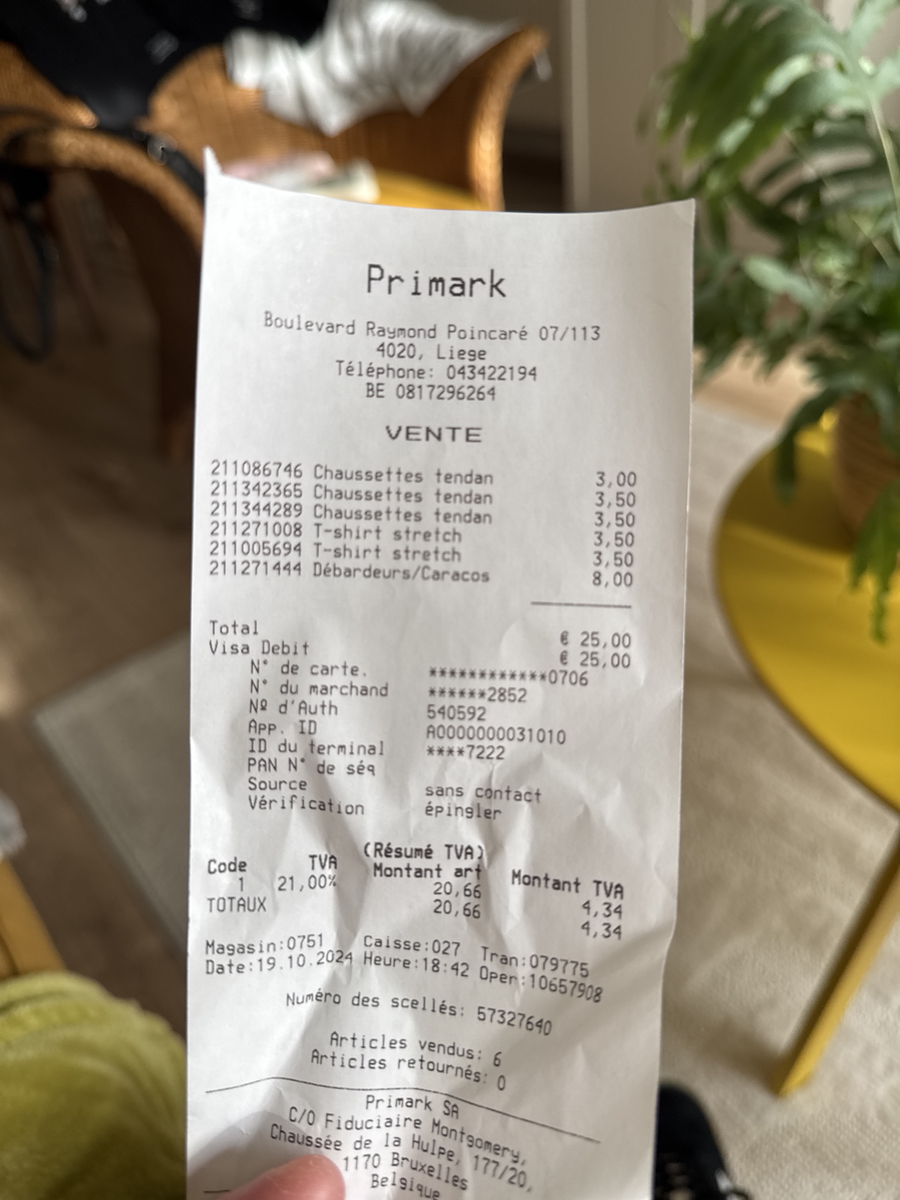 Primark
Boulevard Raymond Poincaré 07/113
4020, Liege
Téléphone: 043422194
BE 0817296264
VENTE
211086746 Chaussettes tendan 3,00
211342365 Chaussettes tendan 3,50
211344289 Chaussettes tendan 3,50
211271008 T-shirt stretch 3,50
211005694 T-shirt stretch 3,50
211271444 Débardeurs/Caracos 8,00
Total € 25,00
Visa Debit € 25,00
N° de carte. ************0706
N° du marchand ******2852
Nº d'Auth 540592
App. ID A0000000031010
ID du terminal ****7222
PAN N° de séq
Source sans contact
Vérification épingler
(Résumé TVA)
Code TVA Montant art Montant TVA
1 21,00% 20,66 4,34
TOTAUX 20,66 4,34
Magasin:0751 Caisse:027 Tran:079775
Date:19.10.2024 Heure:18:42 Oper:10657908
Numéro des scellés: 57327640
Articles vendus: 6
Articles retournés: 0
Primark SA
C/O Fiduciaire Montgomery,
Chaussée de la Hulpe, 177/20,
1170 Bruxelles
Belgique